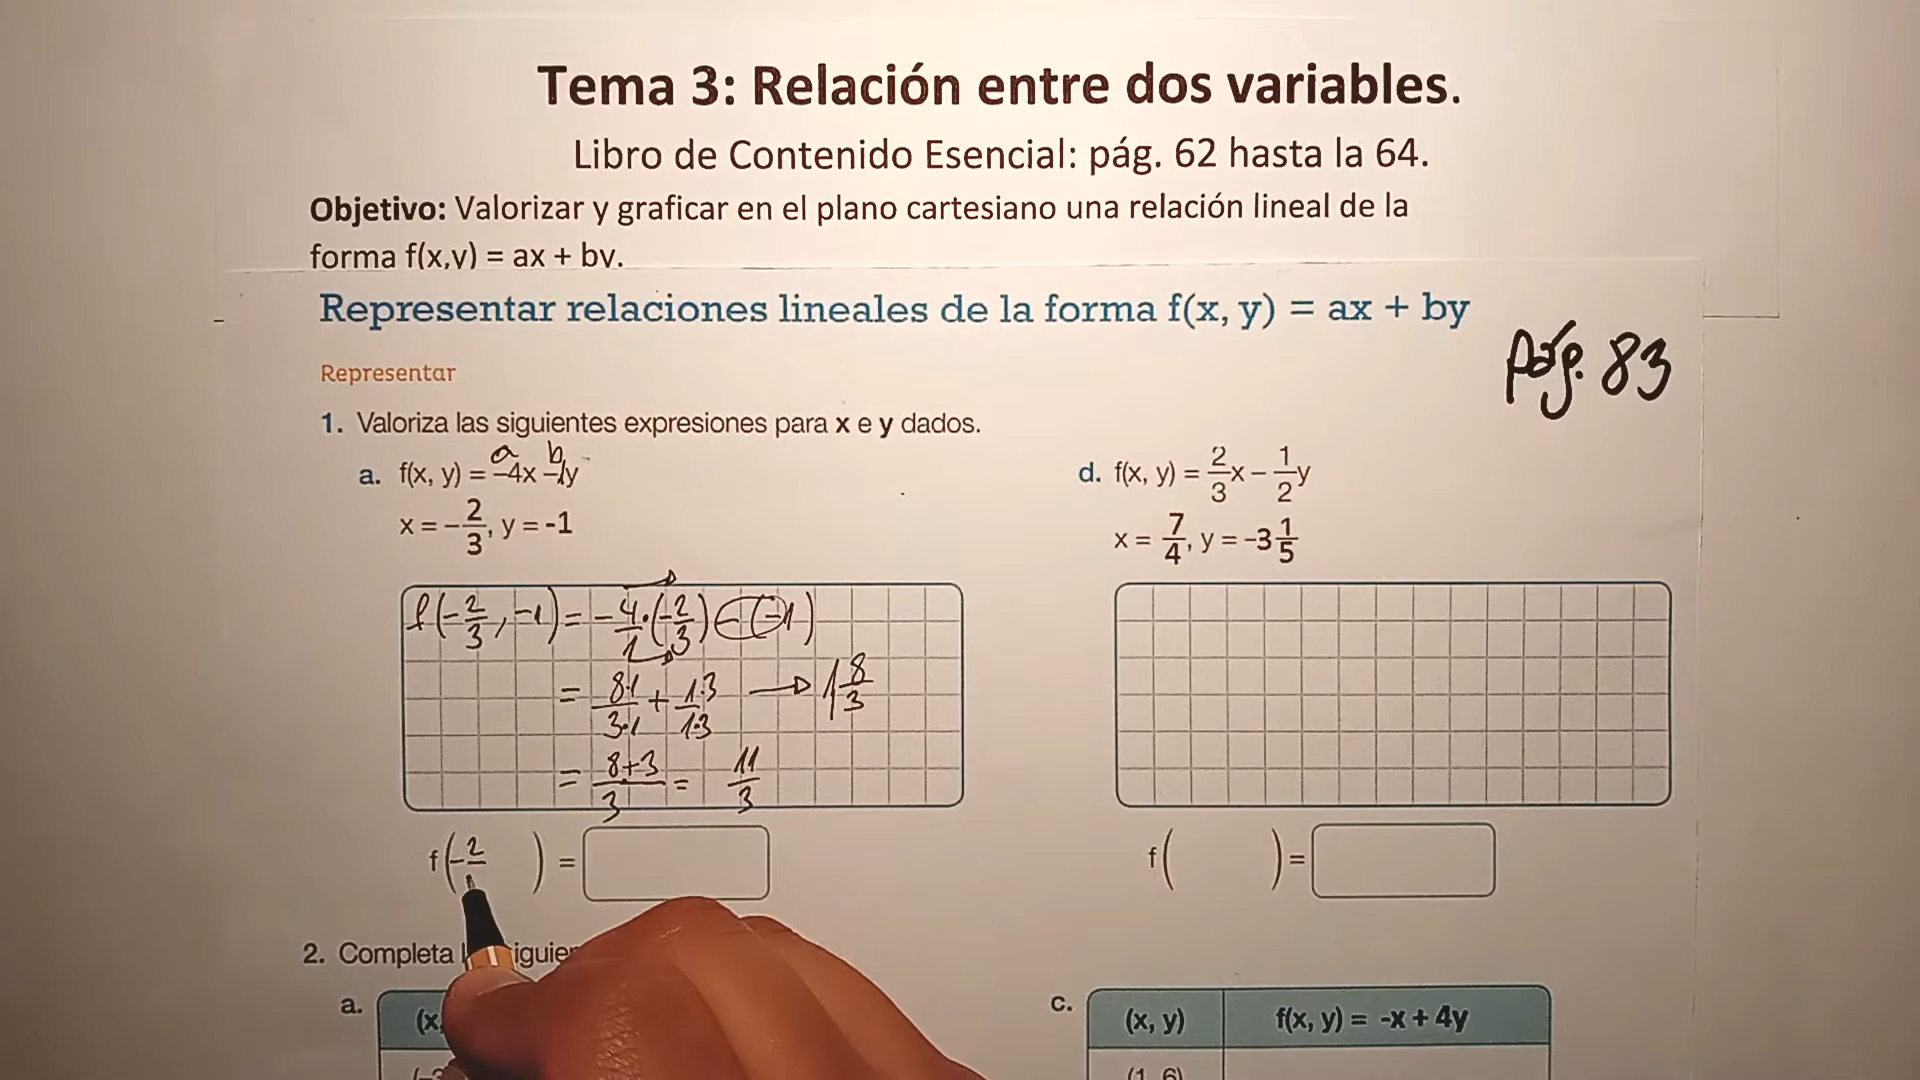 Tema 3: Relación entre dos variables.
Libro de Contenido Esencial: pág. 62 hasta la 64.
Objetivo: Valorizar y graficar en el plano cartesiano una relación lineal de la
forma f(x,y) = ax + by.
Representar relaciones lineales de la forma f(x, y) = ax + by
pág. 83
Representar
1. Valoriza las siguientes expresiones para x e y dados.
a b
a. f(x, y) = -4x -1y
x = -2/3, y = -1
f(-2/3, -1) = -4/1·(-2/3) - (-1)
= 8·1/3·1 + 1·3/1·3 → 1 8/3
= 8+3/3 = 11/3
f(-2 ) =
d. f(x, y) = 2/3x - 1/2y
x = 7/4, y = -3 1/5
f( ) =
2. Completa
a. (x
c. (x, y) f(x, y) = -x + 4y
(1, 6)